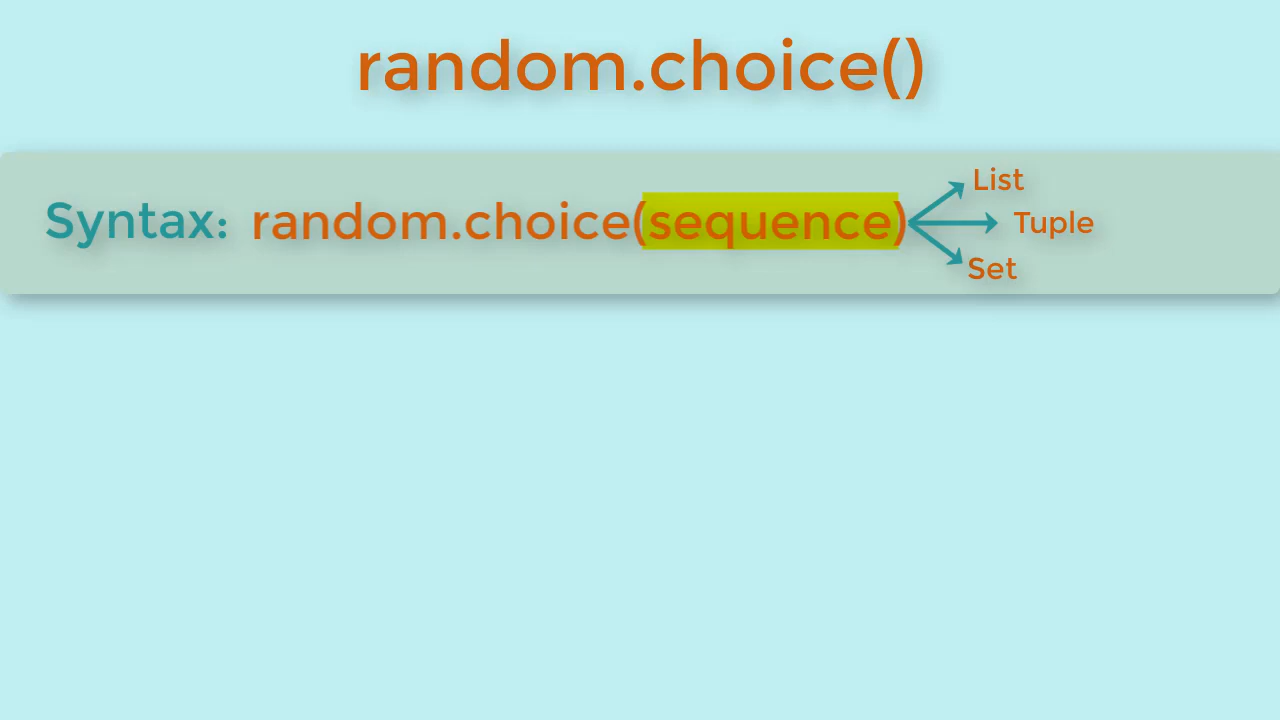 random.choice()
Syntax: random.choice(sequence)
List
Tuple
Set